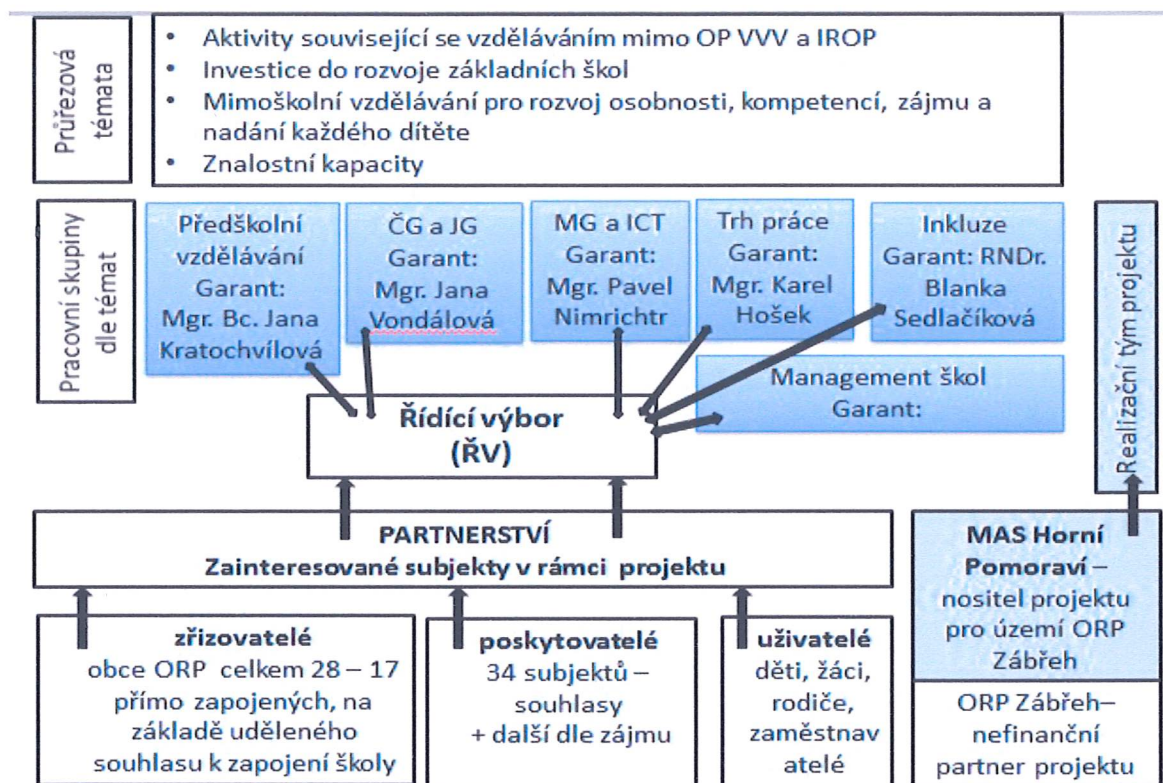 Průřezová
témata
• Aktivity související se vzděláváním mimo OP VVV a IROP
• Investice do rozvoje základních škol
• Mimoškolní vzdělávání pro rozvoj osobnosti, kompetencí, zájmu a
nadání každého dítěte
• Znalostní kapacity
Pracovní skupiny
dle témat
Předškolní
vzdělávání
Garant:
Mgr. Bc. Jana
Kratochvílová
ČG a JG
Garant:
Mgr. Jana
Vondálová
MG a ICT
Garant:
Mgr. Pavel
Nimrichtr
Trh práce
Garant:
Mgr. Karel
Hošek
Inkluze
Garant: RNDr.
Blanka
Sedlačíková
Management škol
Garant:
Realizační tým projektu
Řídící výbor
(ŘV)
PARTNERSTVÍ
Zainteresované subjekty v rámci projektu
MAS Horní
Pomoraví –
nositel projektu
pro území ORP
Zábřeh
ORP Zábřeh–
nefinanční
partner projektu
zřizovatelé
obce ORP celkem 28 – 17
přímo zapojených, na
základě uděleného
souhlasu k zapojení školy
poskytovatelé
34 subjektů –
souhlasy
+ další dle zájmu
uživatelé
děti, žáci,
rodiče,
zaměstnav
atelé